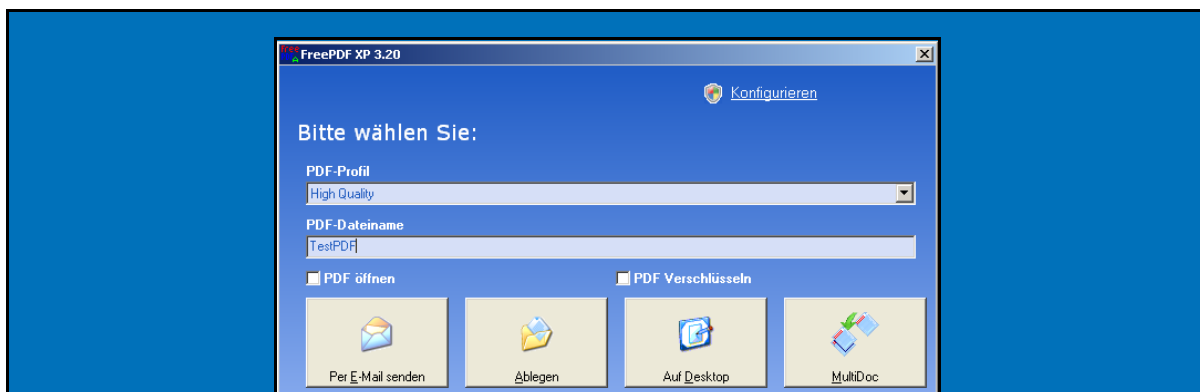 free
A
FreePDF XP 3.20
Konfigurieren
Bitte wählen Sie:
PDF-Profil
High Quality
PDF-Dateiname
TestPDF
PDF öffnen PDF Verschlüsseln
Per E-Mail senden Ablegen Auf Desktop MultiDoc